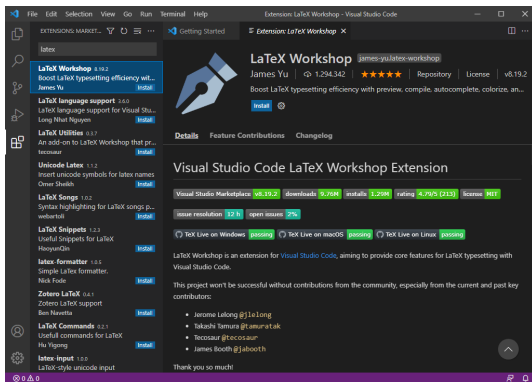 File Edit Selection View Go Run Terminal Help
Extension: LaTeX Workshop - Visual Studio Code
EXTENSIONS: MARKET...
latex
LaTeX Workshop 8.19.2
Boost LaTeX typesetting efficiency wit...
James Yu Install
LaTeX language support 3.6.0
LaTeX language support for Visual Stu...
Long Nhat Nguyen Install
LaTeX Utilities 0.3.7
An add-on to LaTeX Workshop that pr...
tecosaur Install
Unicode Latex 1.1.2
Insert unicode symbols for latex names
Omer Sheikh Install
LaTeX Songs 1.0.2
Syntax highlighting for LaTeX songs p...
webartoli Install
LaTeX Snippets 1.2.3
Useful Snippets for LaTeX
HaoyunQin Install
latex-formatter 1.0.5
Simple LaTex formatter.
Nick Fode Install
Zotero LaTeX 0.4.1
Zotero LaTeX support
Ben Navetta Install
LaTeX Commands 0.2.1
Usefull commands for LaTeX
Hu Yigong Install
latex-input 1.0.0
LaTeX-style unicode input
Getting Started
Extension: LaTeX Workshop
LaTeX Workshop james-yu.latex-workshop
James Yu 1.294.342 Repository License v8.19.2
Boost LaTeX typesetting efficiency with preview, compile, autocomplete, colorize, an...
Install
Details Feature Contributions Changelog
Visual Studio Code LaTeX Workshop Extension
Visual Studio Marketplace v8.19.2 downloads 9.76M installs 1.29M rating 4.79/5 (213) license MIT
issue resolution 12 h open issues 2%
TeX Live on Windows passing TeX Live on macOS passing TeX Live on Linux passing
LaTeX Workshop is an extension for Visual Studio Code, aiming to provide core features for LaTeX typesetting with
Visual Studio Code.
This project won't be successful without contributions from the community, especially from the current and past key
contributors:
Jerome Lelong @jlelong
Takashi Tamura @tamuratak
Tecosaur @tecosaur
James Booth @jabooth
Thank you so much!
0 0